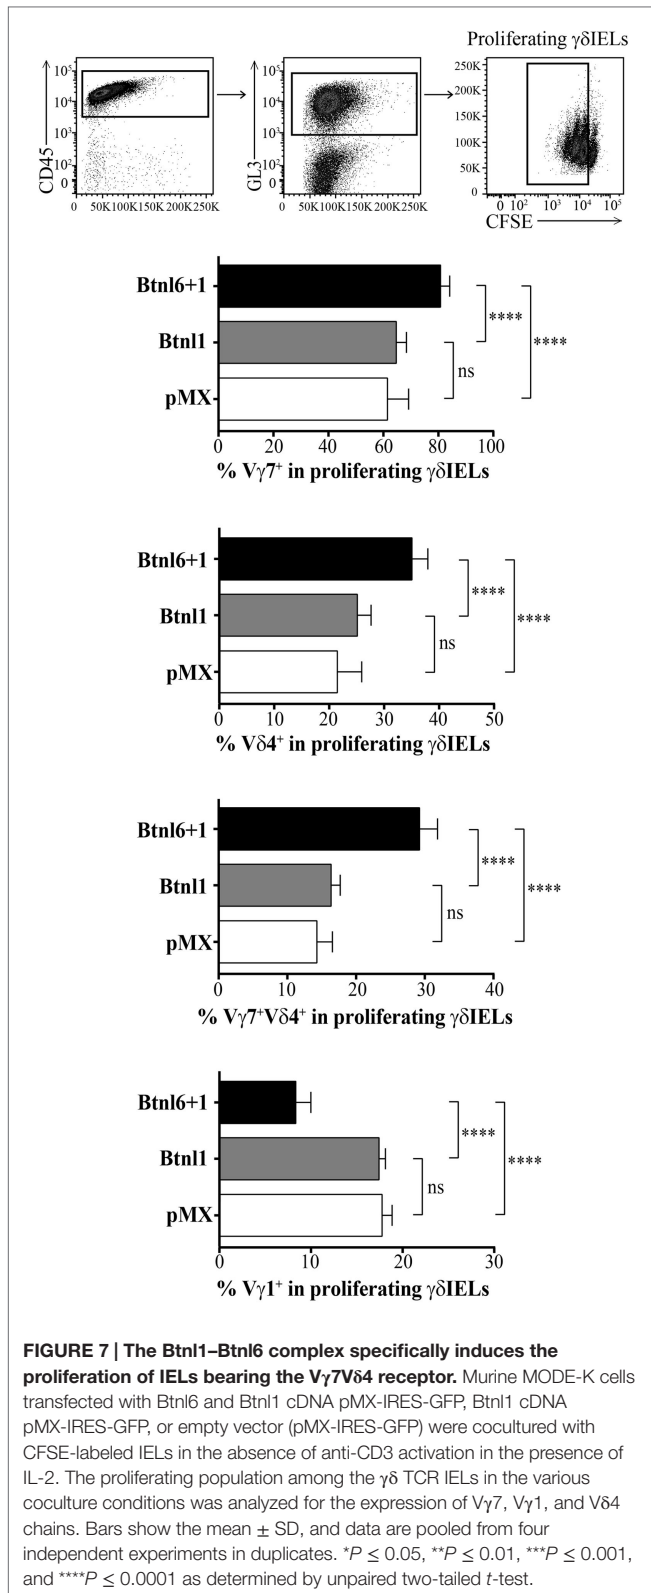 Proliferating γδIELs
CD45
10⁵
10⁴
10³
10²
0
0 50K100K150K200K250K
GL3
10⁵
10⁴
10³
10²
0
0 50K100K150K200K250K
250K
200K
150K
100K
50K
0
0 10² 10³ 10⁴ 10⁵
CFSE
Btnl6+1
Btnl1
pMX
****
ns
****
0 20 40 60 80 100
% Vγ7⁺ in proliferating γδIELs
Btnl6+1
Btnl1
pMX
****
ns
****
0 10 20 30 40 50
% Vδ4⁺ in proliferating γδIELs
Btnl6+1
Btnl1
pMX
****
ns
****
0 10 20 30 40
% Vγ7⁺Vδ4⁺ in proliferating γδIELs
Btnl6+1
Btnl1
pMX
****
ns
****
0 10 20 30
% Vγ1⁺ in proliferating γδIELs
FIGURE 7 | The Btnl1–Btnl6 complex specifically induces the
proliferation of IELs bearing the Vγ7Vδ4 receptor. Murine MODE-K cells
transfected with Btnl6 and Btnl1 cDNA pMX-IRES-GFP, Btnl1 cDNA
pMX-IRES-GFP, or empty vector (pMX-IRES-GFP) were cocultured with
CFSE-labeled IELs in the absence of anti-CD3 activation in the presence of
IL-2. The proliferating population among the γδ TCR IELs in the various
coculture conditions was analyzed for the expression of Vγ7, Vγ1, and Vδ4
chains. Bars show the mean ± SD, and data are pooled from four
independent experiments in duplicates. *P ≤ 0.05, **P ≤ 0.01, ***P ≤ 0.001,
and ****P ≤ 0.0001 as determined by unpaired two-tailed t-test.